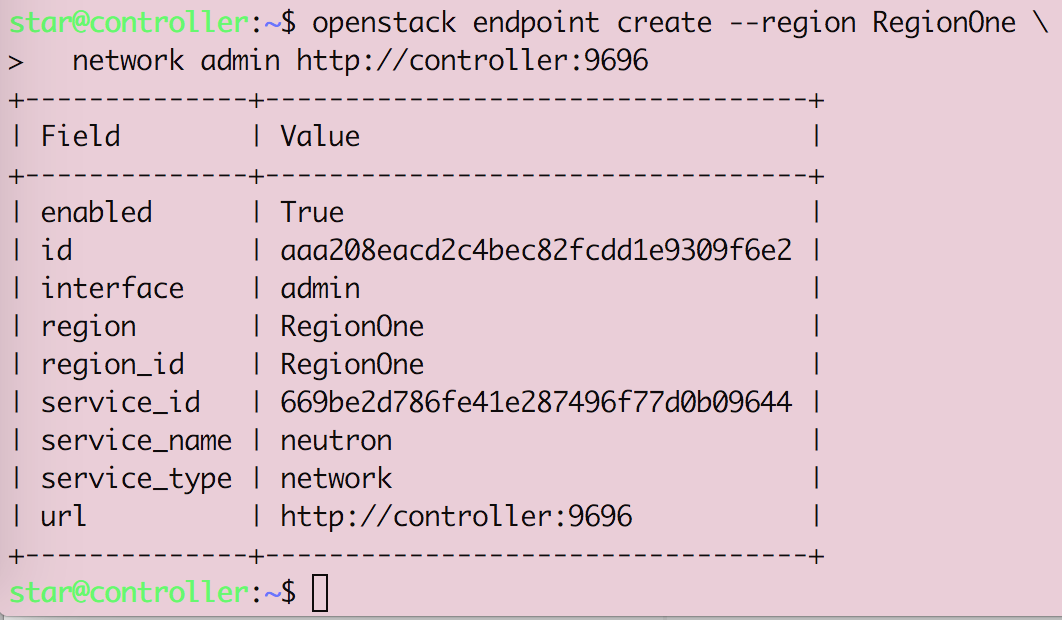 star@controller:~$ openstack endpoint create --region RegionOne \
>   network admin http://controller:9696
+--------------+----------------------------------+
| Field        | Value                            |
+--------------+----------------------------------+
| enabled      | True                             |
| id           | aaa208eacd2c4bec82fcdd1e9309f6e2 |
| interface    | admin                            |
| region       | RegionOne                        |
| region_id    | RegionOne                        |
| service_id   | 669be2d786fe41e287496f77d0b09644 |
| service_name | neutron                          |
| service_type | network                          |
| url          | http://controller:9696           |
+--------------+----------------------------------+
star@controller:~$